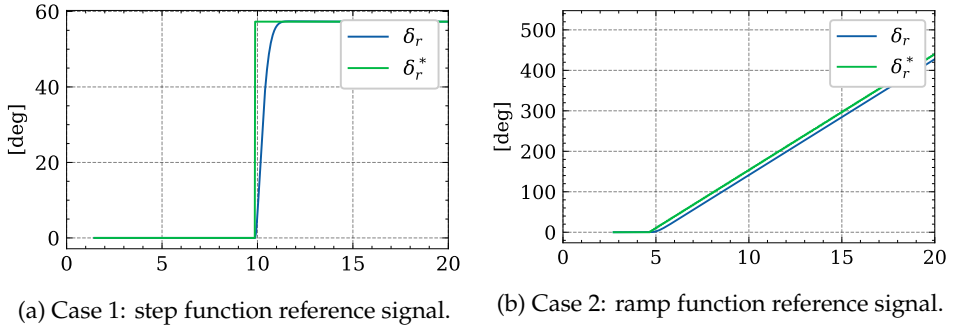 60
40
20
0
[deg]
0
5
10
15
20
δr
δr*
(a) Case 1: step function reference signal.
500
400
300
200
100
0
[deg]
0
5
10
15
20
δr
δr*
(b) Case 2: ramp function reference signal.